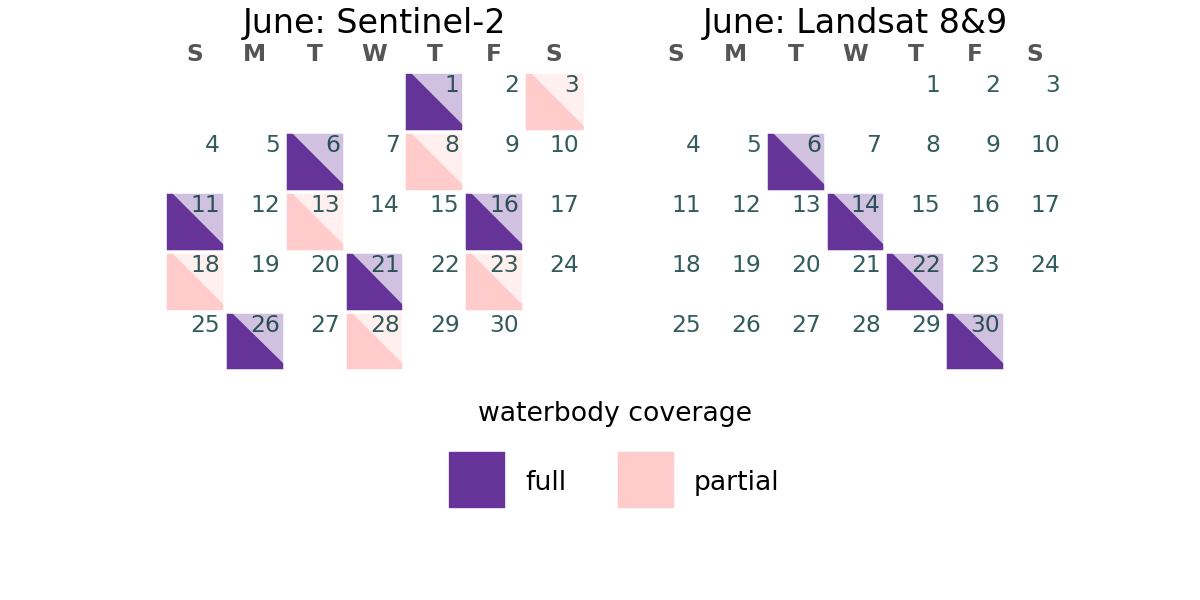 June: Sentinel-2
S M T W T F S
1 2 3
4 5 6 7 8 9 10
11 12 13 14 15 16 17
18 19 20 21 22 23 24
25 26 27 28 29 30
June: Landsat 8&9
S M T W T F S
1 2 3
4 5 6 7 8 9 10
11 12 13 14 15 16 17
18 19 20 21 22 23 24
25 26 27 28 29 30
waterbody coverage
full partial